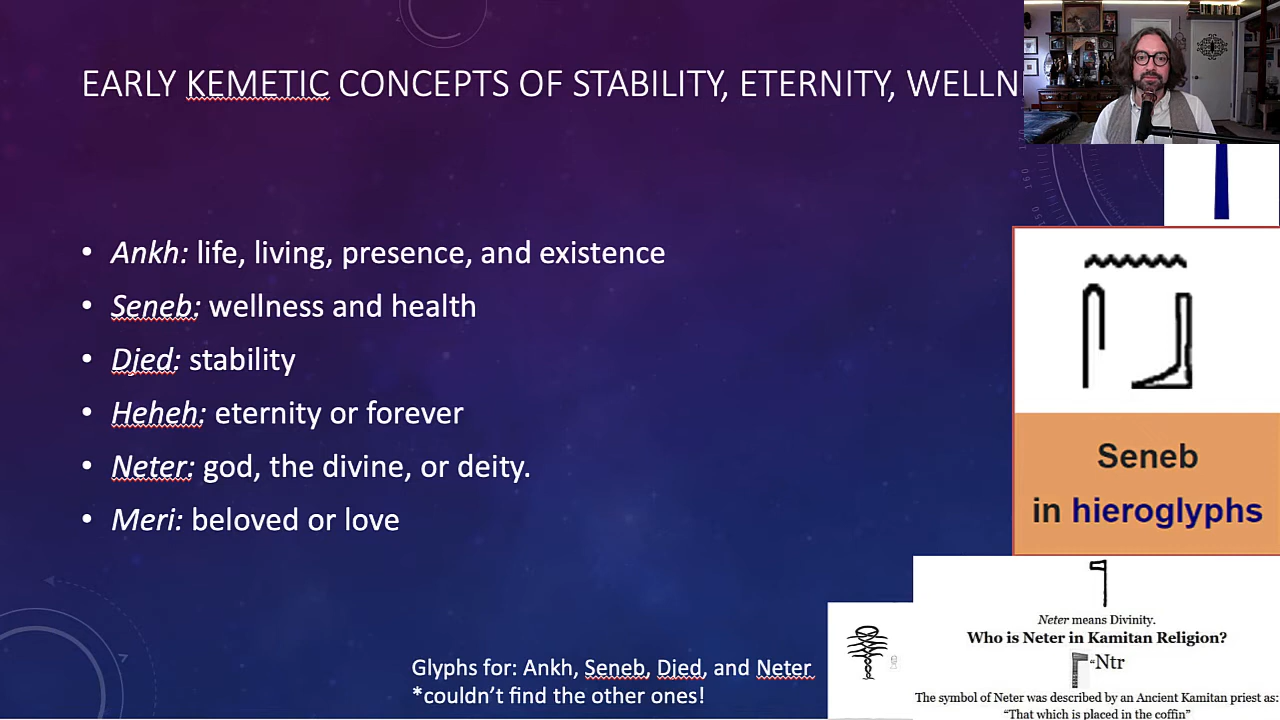 EARLY KEMETIC CONCEPTS OF STABILITY, ETERNITY, WELLN
• Ankh: life, living, presence, and existence
• Seneb: wellness and health
• Djed: stability
• Heheh: eternity or forever
• Neter: god, the divine, or deity.
• Meri: beloved or love
Seneb
in hieroglyphs
Neter means Divinity.
Who is Neter in Kamitan Religion?
“Ntr
The symbol of Neter was described by an Ancient Kamitan priest as:
“That which is placed in the coffin”
Glyphs for: Ankh, Seneb, Djed, and Neter
*couldn’t find the other ones!